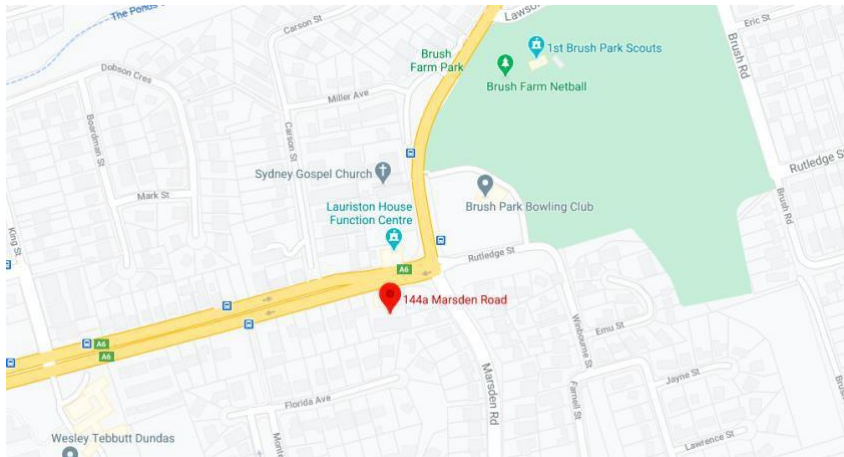 The Ponds
Carson St
Lawson
Eric St
Brush
Farm Park
1st Brush Park Scouts
Brush Rd
Brush Farm Netball
Dobson Cres
Miller Ave
Boardman St
Carson St
Rutledge St
Sydney Gospel Church
Mark St
Brush Park Bowling Club
Brush Rd
Lauriston House
Function Centre
King St
Rutledge St
A6
144a Marsden Road
Winbourne St
Emu St
A6
A6
Marsden Rd
Jayne St
Farnell St
Florida Ave
Lawrence St
Wesley Tebbutt Dundas